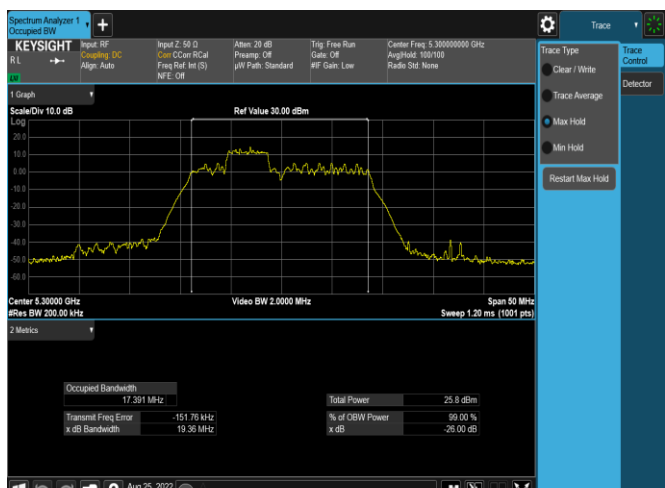 Spectrum Analyzer 1
Occupied BW
Trace
KEYSIGHT
Input: RF
Input Z: 50 Ω
Atten: 20 dB
Trig: Free Run
Center Freq: 5.300000000 GHz
R L
Coupling: DC
Corr CCorr RCal
Preamp: Off
Gate: Off
Avg|Hold: 100/100
Align: Auto
Freq Ref: Int (S)
µW Path: Standard
#IF Gain: Low
Radio Std: None
NFE: Off
1 Graph
Scale/Div 10.0 dB
Ref Value 30.00 dBm
Log
20.0
10.0
0.00
-10.0
-20.0
-30.0
-40.0
-50.0
-60.0
Center 5.30000 GHz
Video BW 2.0000 MHz
Span 50 MHz
#Res BW 200.00 kHz
Sweep 1.20 ms (1001 pts)
2 Metrics
Occupied Bandwidth
17.391 MHz
Total Power
25.8 dBm
Transmit Freq Error
-151.76 kHz
% of OBW Power
99.00 %
x dB Bandwidth
19.36 MHz
x dB
-26.00 dB
Aug 25, 2022
Trace Type
Clear / Write
Trace Average
Max Hold
Min Hold
Restart Max Hold
Trace
Control
Detector